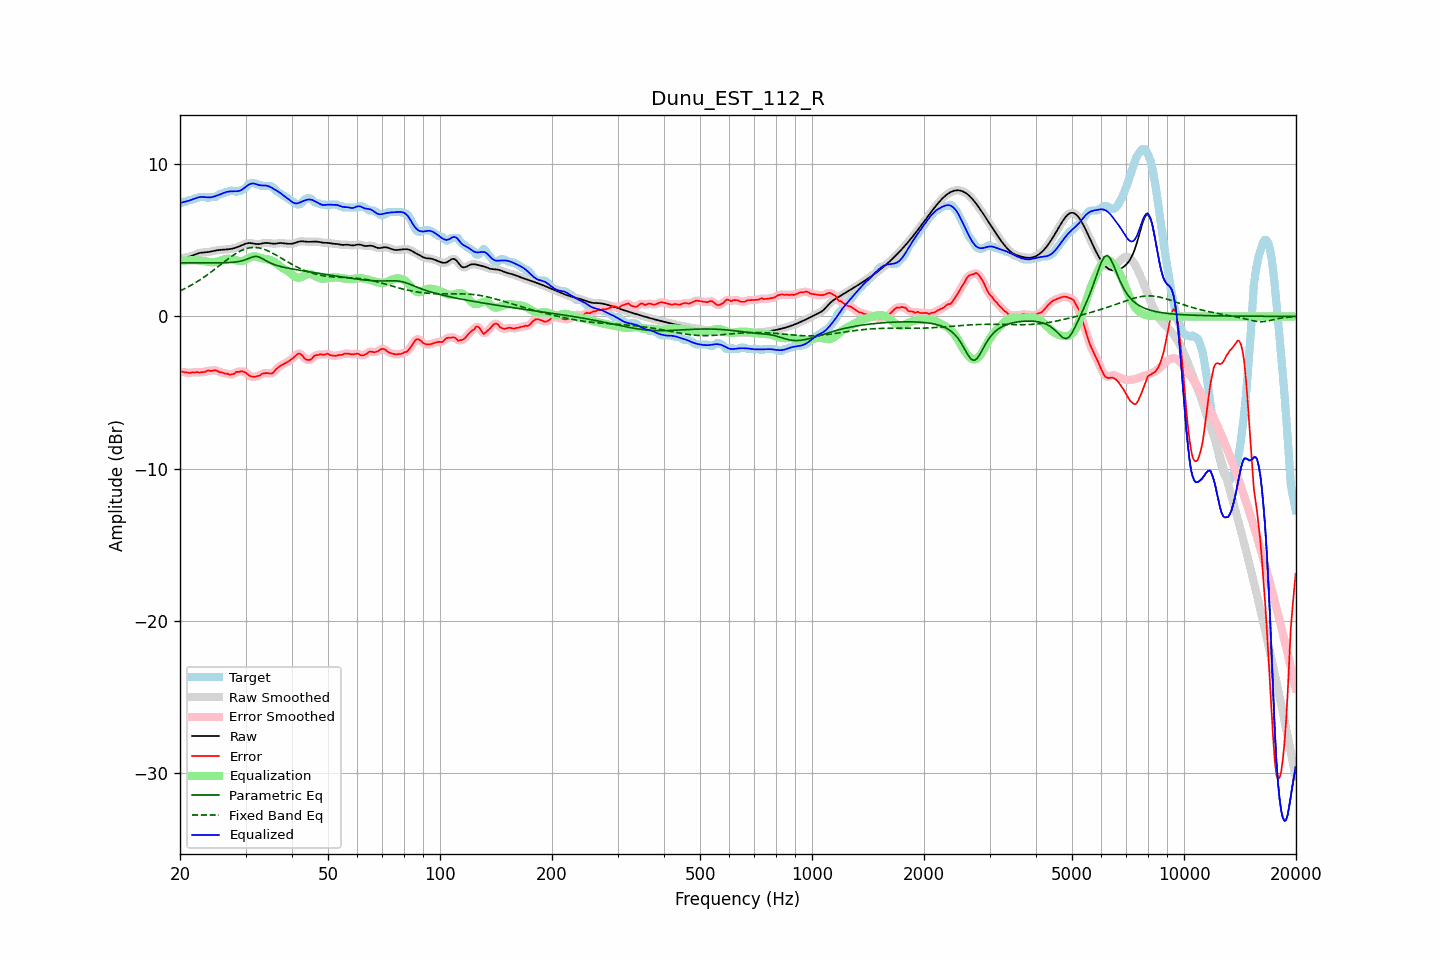 Dunu_EST_112_R
10
0
−10
−20
−30
Amplitude (dBr)
Target
Raw Smoothed
Error Smoothed
Raw
Error
Equalization
Parametric Eq
Fixed Band Eq
Equalized
20 50 100 200 500 1000 2000 5000 10000 20000
Frequency (Hz)